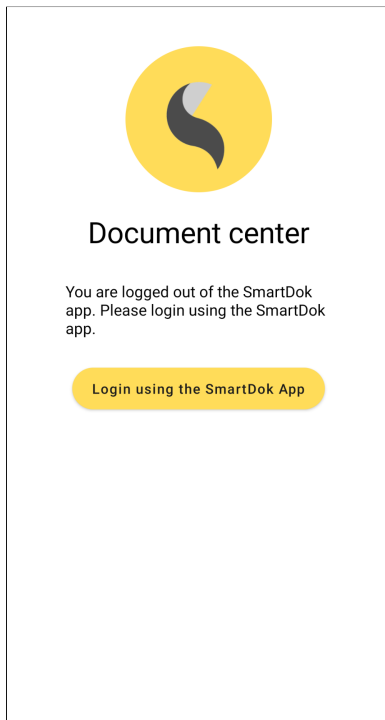 Document center
You are logged out of the SmartDok
app. Please login using the SmartDok
app.
Login using the SmartDok App